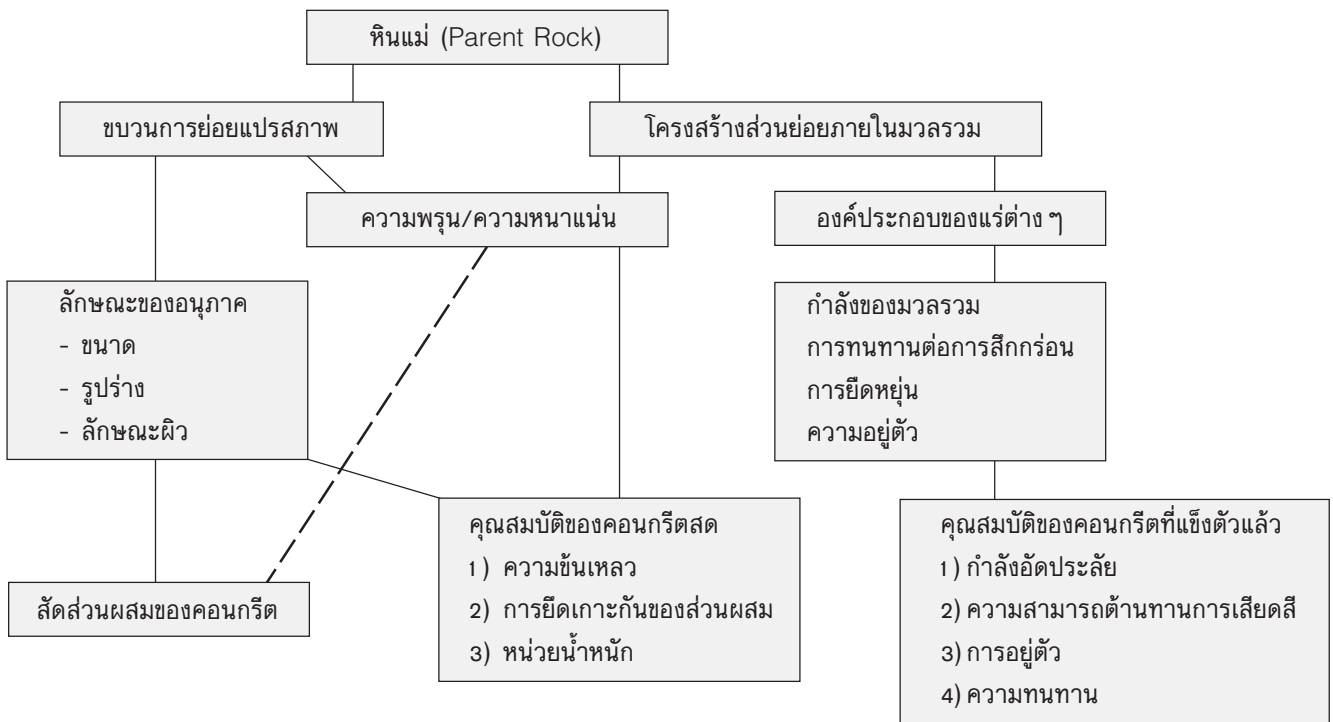 หินแม่ (Parent Rock)
ขบวนการย่อยแปรสภาพ
โครงสร้างส่วนย่อยภายในมวลรวม
ความพรุน/ความหนาแน่น
องค์ประกอบของแร่ต่าง ๆ
ลักษณะของอนุภาค
- ขนาด
- รูปร่าง
- ลักษณะผิว
กำลังของมวลรวม
การทนทานต่อการสึกกร่อน
การยืดหยุ่น
ความอยู่ตัว
สัดส่วนผสมของคอนกรีต
คุณสมบัติของคอนกรีตสด
1) ความข้นเหลว
2) การยึดเกาะกันของส่วนผสม
3) หน่วยน้ำหนัก
คุณสมบัติของคอนกรีตที่แข็งตัวแล้ว
1) กำลังอัดประลัย
2) ความสามารถต้านทานการเสียดสี
3) การอยู่ตัว
4) ความทนทาน